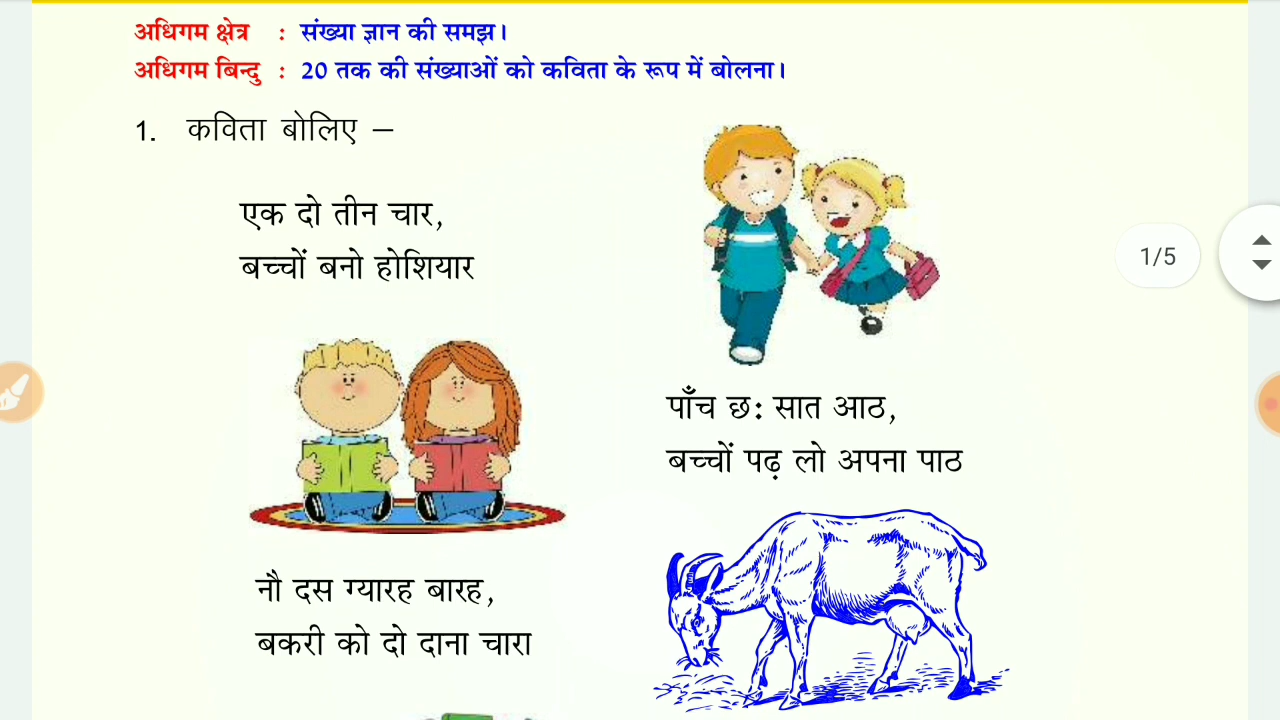 अधिगम क्षेत्र : संख्या ज्ञान की समझ।
अधिगम बिन्दु : 20 तक की संख्याओं को कविता के रूप में बोलना।
1. कविता बोलिए –
एक दो तीन चार,
बच्चों बनो होशियार
1/5
पाँच छः सात आठ,
बच्चों पढ़ लो अपना पाठ
नौ दस ग्यारह बारह,
बकरी को दो दाना चारा